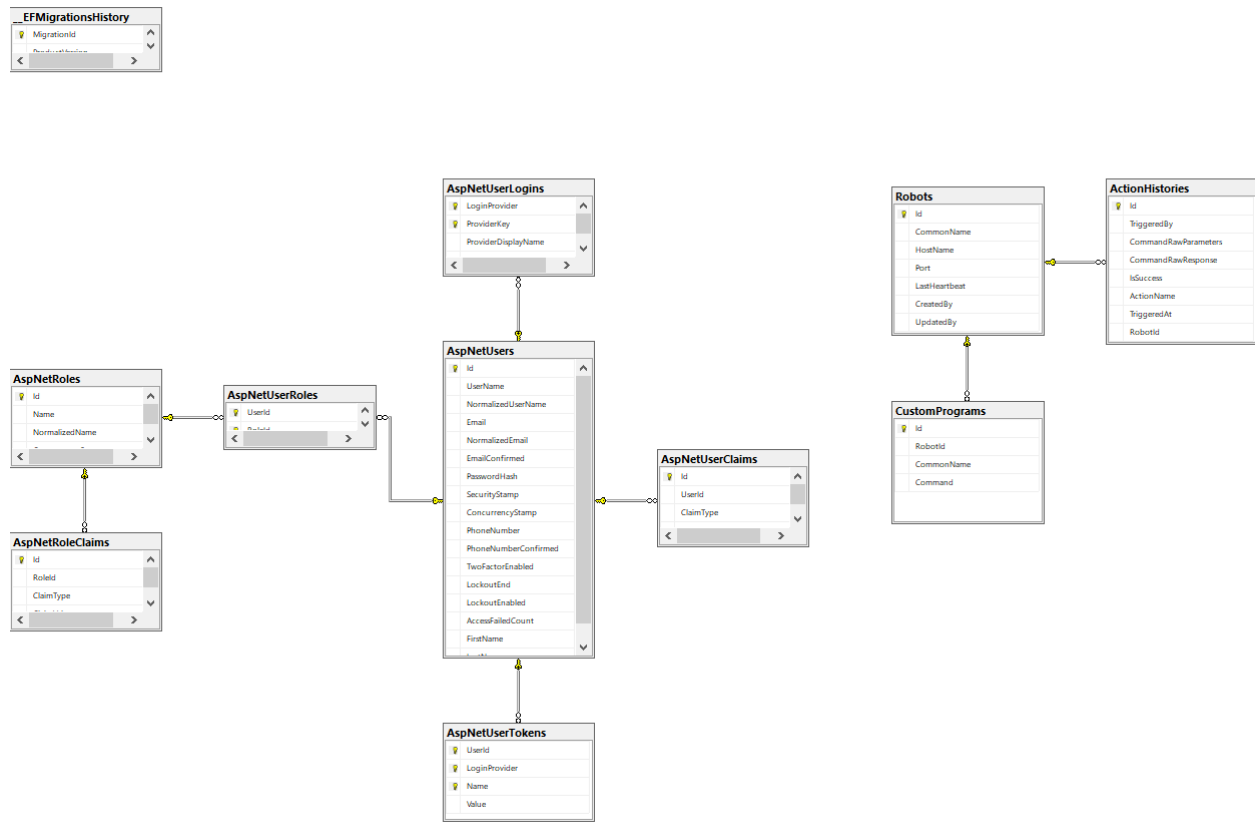 __EFMigrationsHistory
MigrationId
AspNetUserLogins
LoginProvider
ProviderKey
ProviderDisplayName
Robots
Id
CommonName
HostName
Port
LastHeartbeat
CreatedBy
UpdatedBy
ActionHistories
Id
TriggeredBy
CommandRawParameters
CommandRawResponse
IsSuccess
ActionName
TriggeredAt
RobotId
AspNetUsers
Id
UserName
NormalizedUserName
Email
NormalizedEmail
EmailConfirmed
PasswordHash
SecurityStamp
ConcurrencyStamp
PhoneNumber
PhoneNumberConfirmed
TwoFactorEnabled
LockoutEnd
LockoutEnabled
AccessFailedCount
FirstName
AspNetRoles
Id
Name
NormalizedName
AspNetUserRoles
UserId
CustomPrograms
Id
RobotId
CommonName
Command
AspNetUserClaims
Id
UserId
ClaimType
AspNetRoleClaims
Id
RoleId
ClaimType
AspNetUserTokens
UserId
LoginProvider
Name
Value